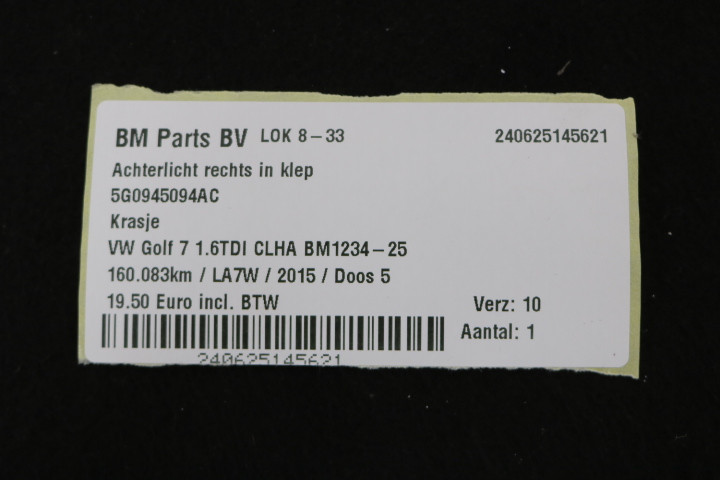 BM Parts BV LOK 8-33 240625145621
Achterlicht rechts in klep
5G0945094AC
Krasje
VW Golf 7 1.6TDI CLHA BM1234-25
160.083km / LA7W / 2015 / Doos 5
19.50 Euro incl. BTW Verz: 10
Aantal: 1
240625145621